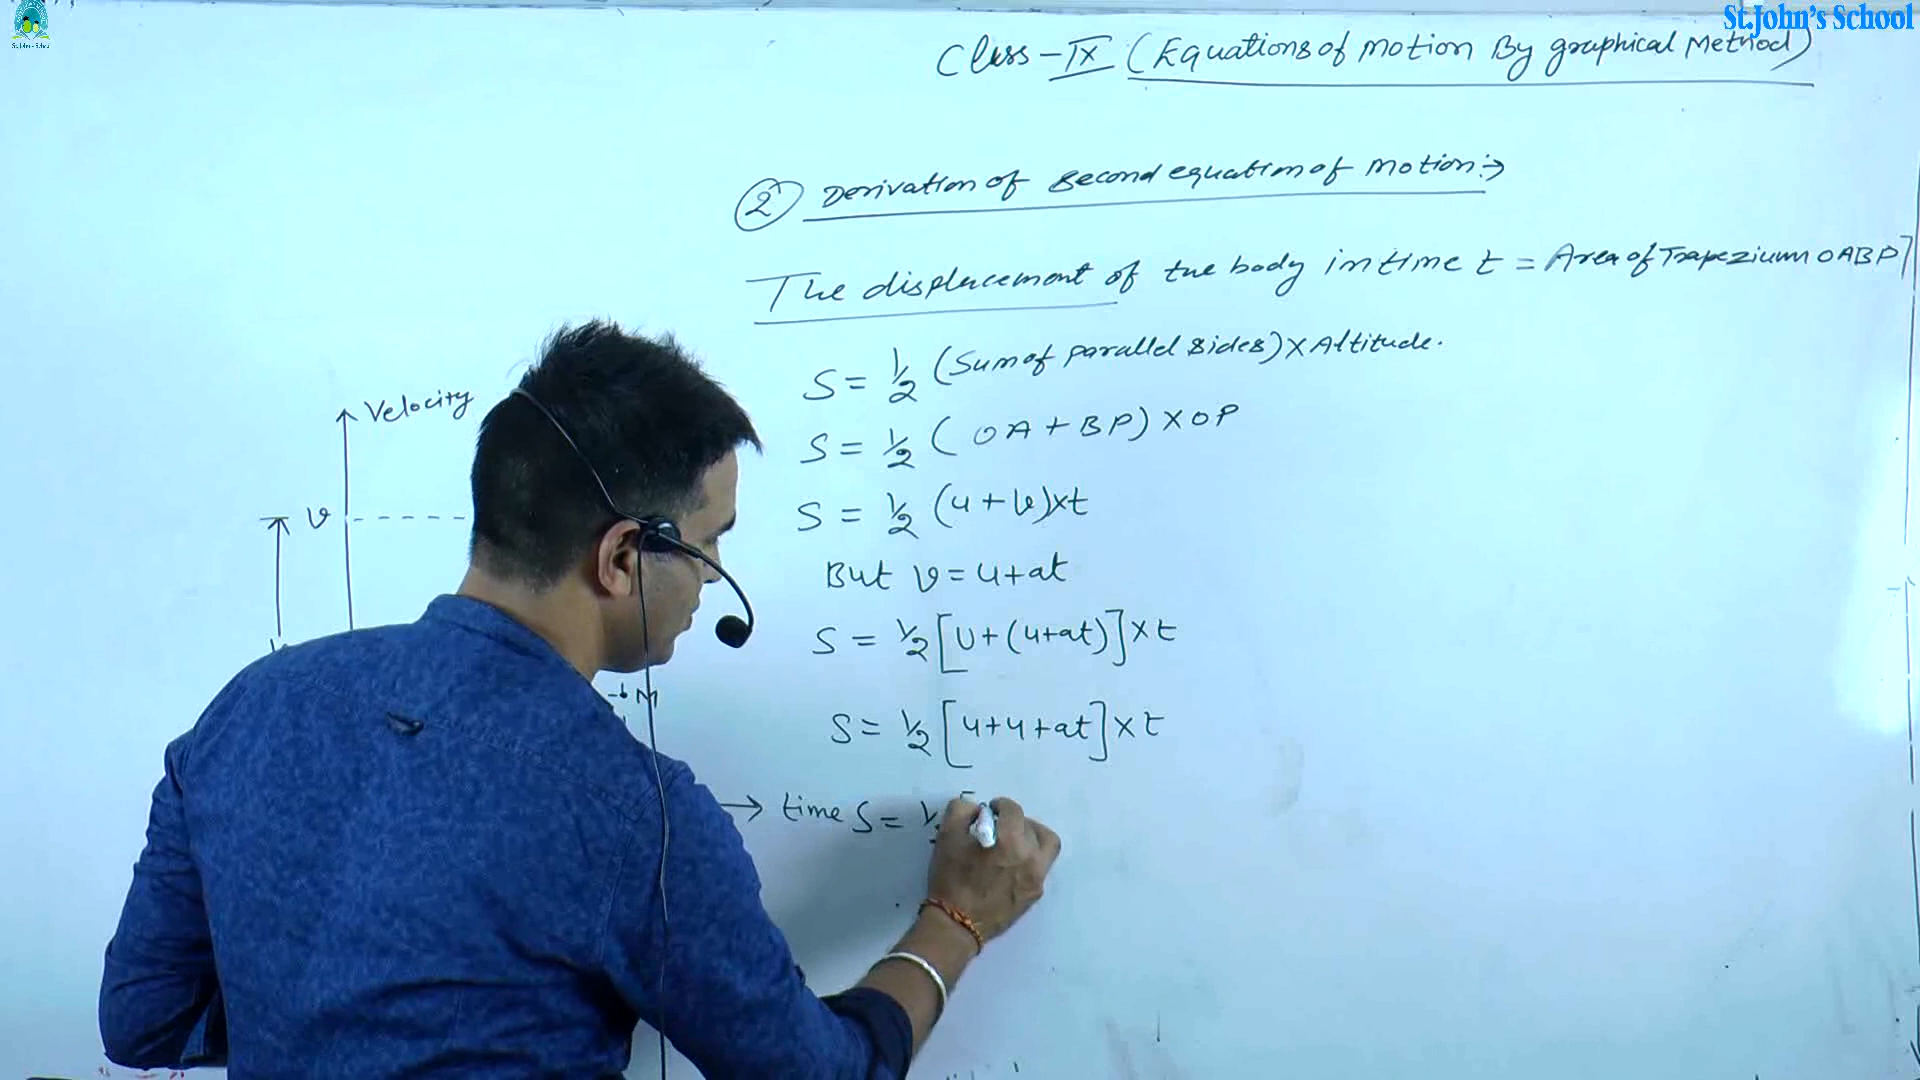 St.John's School
Class-IX (Equations of Motion By graphical Method)
② Derivation of second equation of Motion:→
The displacement of the body in time t = Area of Trapezium OABP]
S = 1/2 (Sum of parallel sides) × Altitude.
S = 1/2 ( OA + BP) × OP
S = 1/2 (u + v)×t
But v = u+at
S = 1/2 [u+(u+at)]×t
S = 1/2 [u+u+at]×t
→ time S = 1/2 [
Velocity
v
M